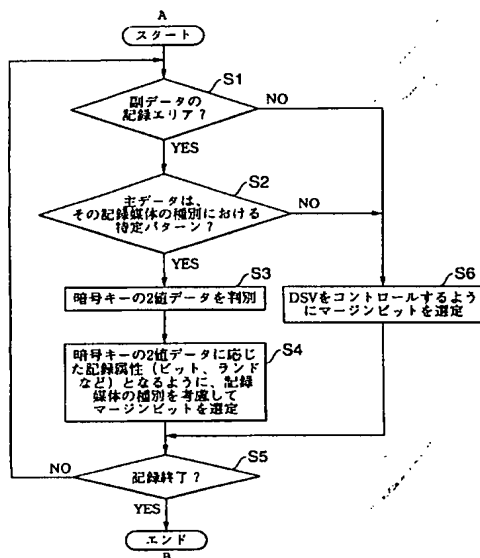 A
スタート
S1
副データの
記録エリア?
NO
YES
S2
主データは、
その記録媒体の種別における
特定パターン?
NO
YES
S3
暗号キーの2値データを判別
S6
DSVをコントロールするよう
にマージンビットを選定
S4
暗号キーの2値データに応じ
た記録属性(ピット、ランド
など)となるように、記録
媒体の種別を考慮して
マージンビットを選定
S5
記録終了?
NO
YES
エンド
B